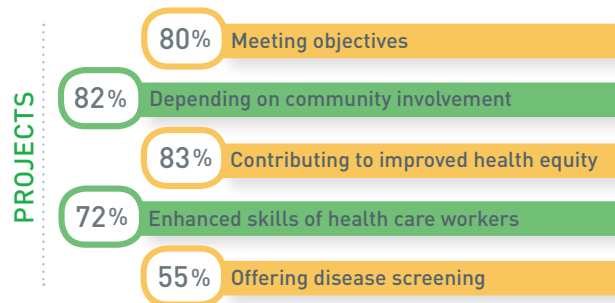 PROJECTS
80% Meeting objectives
82% Depending on community involvement
83% Contributing to improved health equity
72% Enhanced skills of health care workers
55% Offering disease screening